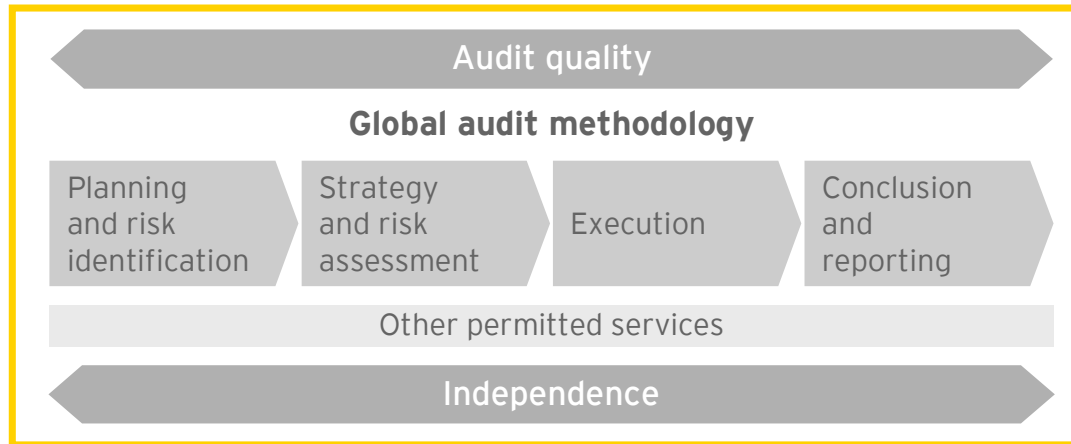 Audit quality
Global audit methodology
Planning
and risk
identification
Strategy
and risk
assessment
Execution
Conclusion
and
reporting
Other permitted services
Independence